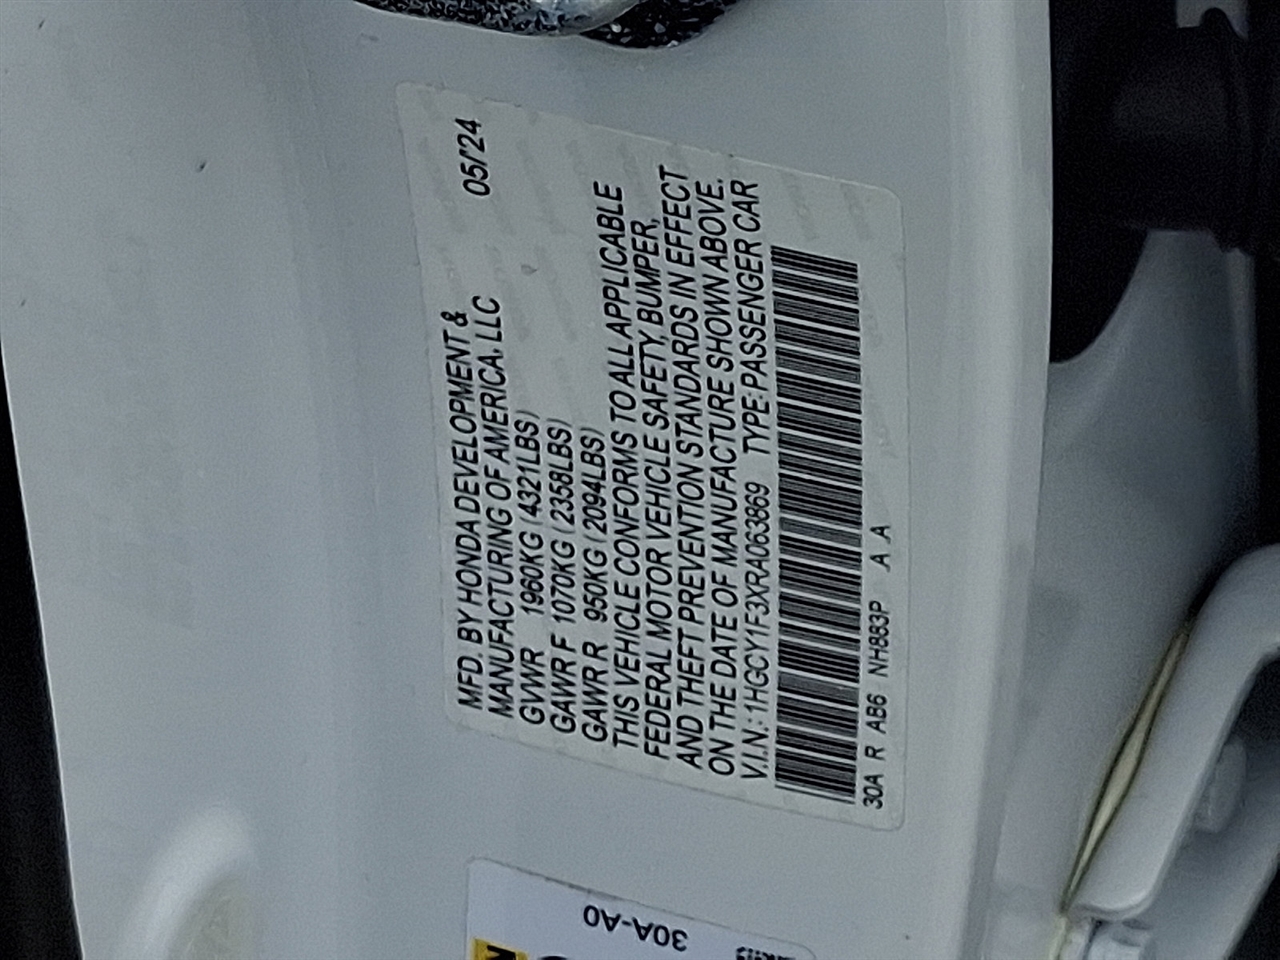 MFD. BY HONDA DEVELOPMENT &
MANUFACTURING OF AMERICA, LLC 05/'24
GVWR 1960KG (4321LBS)
GAWR F 1070KG (2358LBS)
GAWR R 950KG (2094LBS)
THIS VEHICLE CONFORMS TO ALL APPLICABLE
FEDERAL MOTOR VEHICLE SAFETY, BUMPER,
AND THEFT PREVENTION STANDARDS IN EFFECT
ON THE DATE OF MANUFACTURE SHOWN ABOVE.
V.I.N.: 1HGCY1F3XRA063869 TYPE:PASSENGER CAR
30A R AB6 NH883P A A
30A-A0